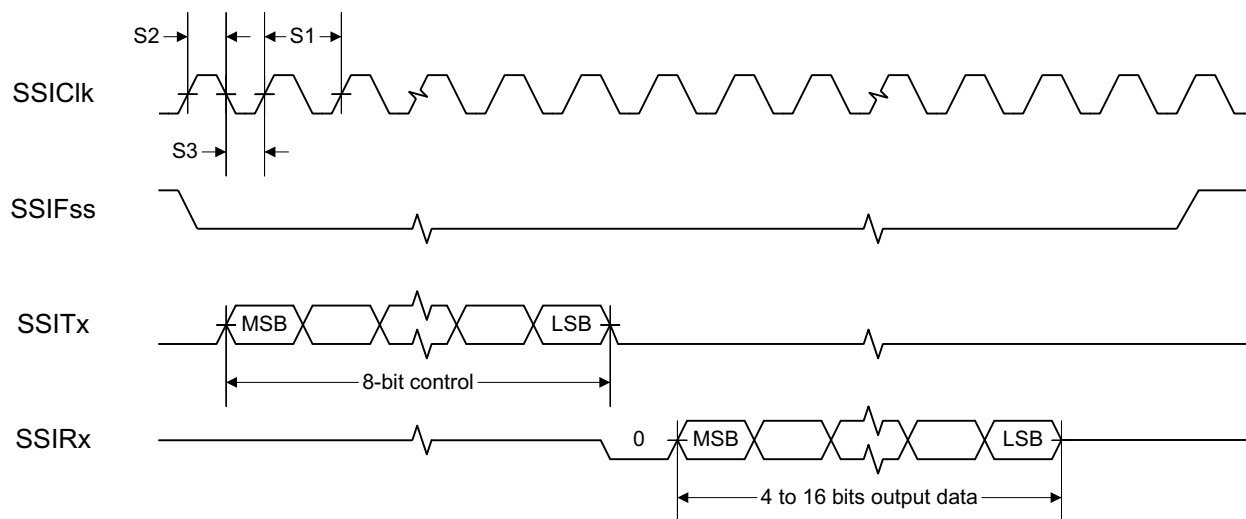 S2
S1
SSIClk
S3
SSIFss
SSITx
MSB
LSB
8-bit control
SSIRx
0
MSB
LSB
4 to 16 bits output data